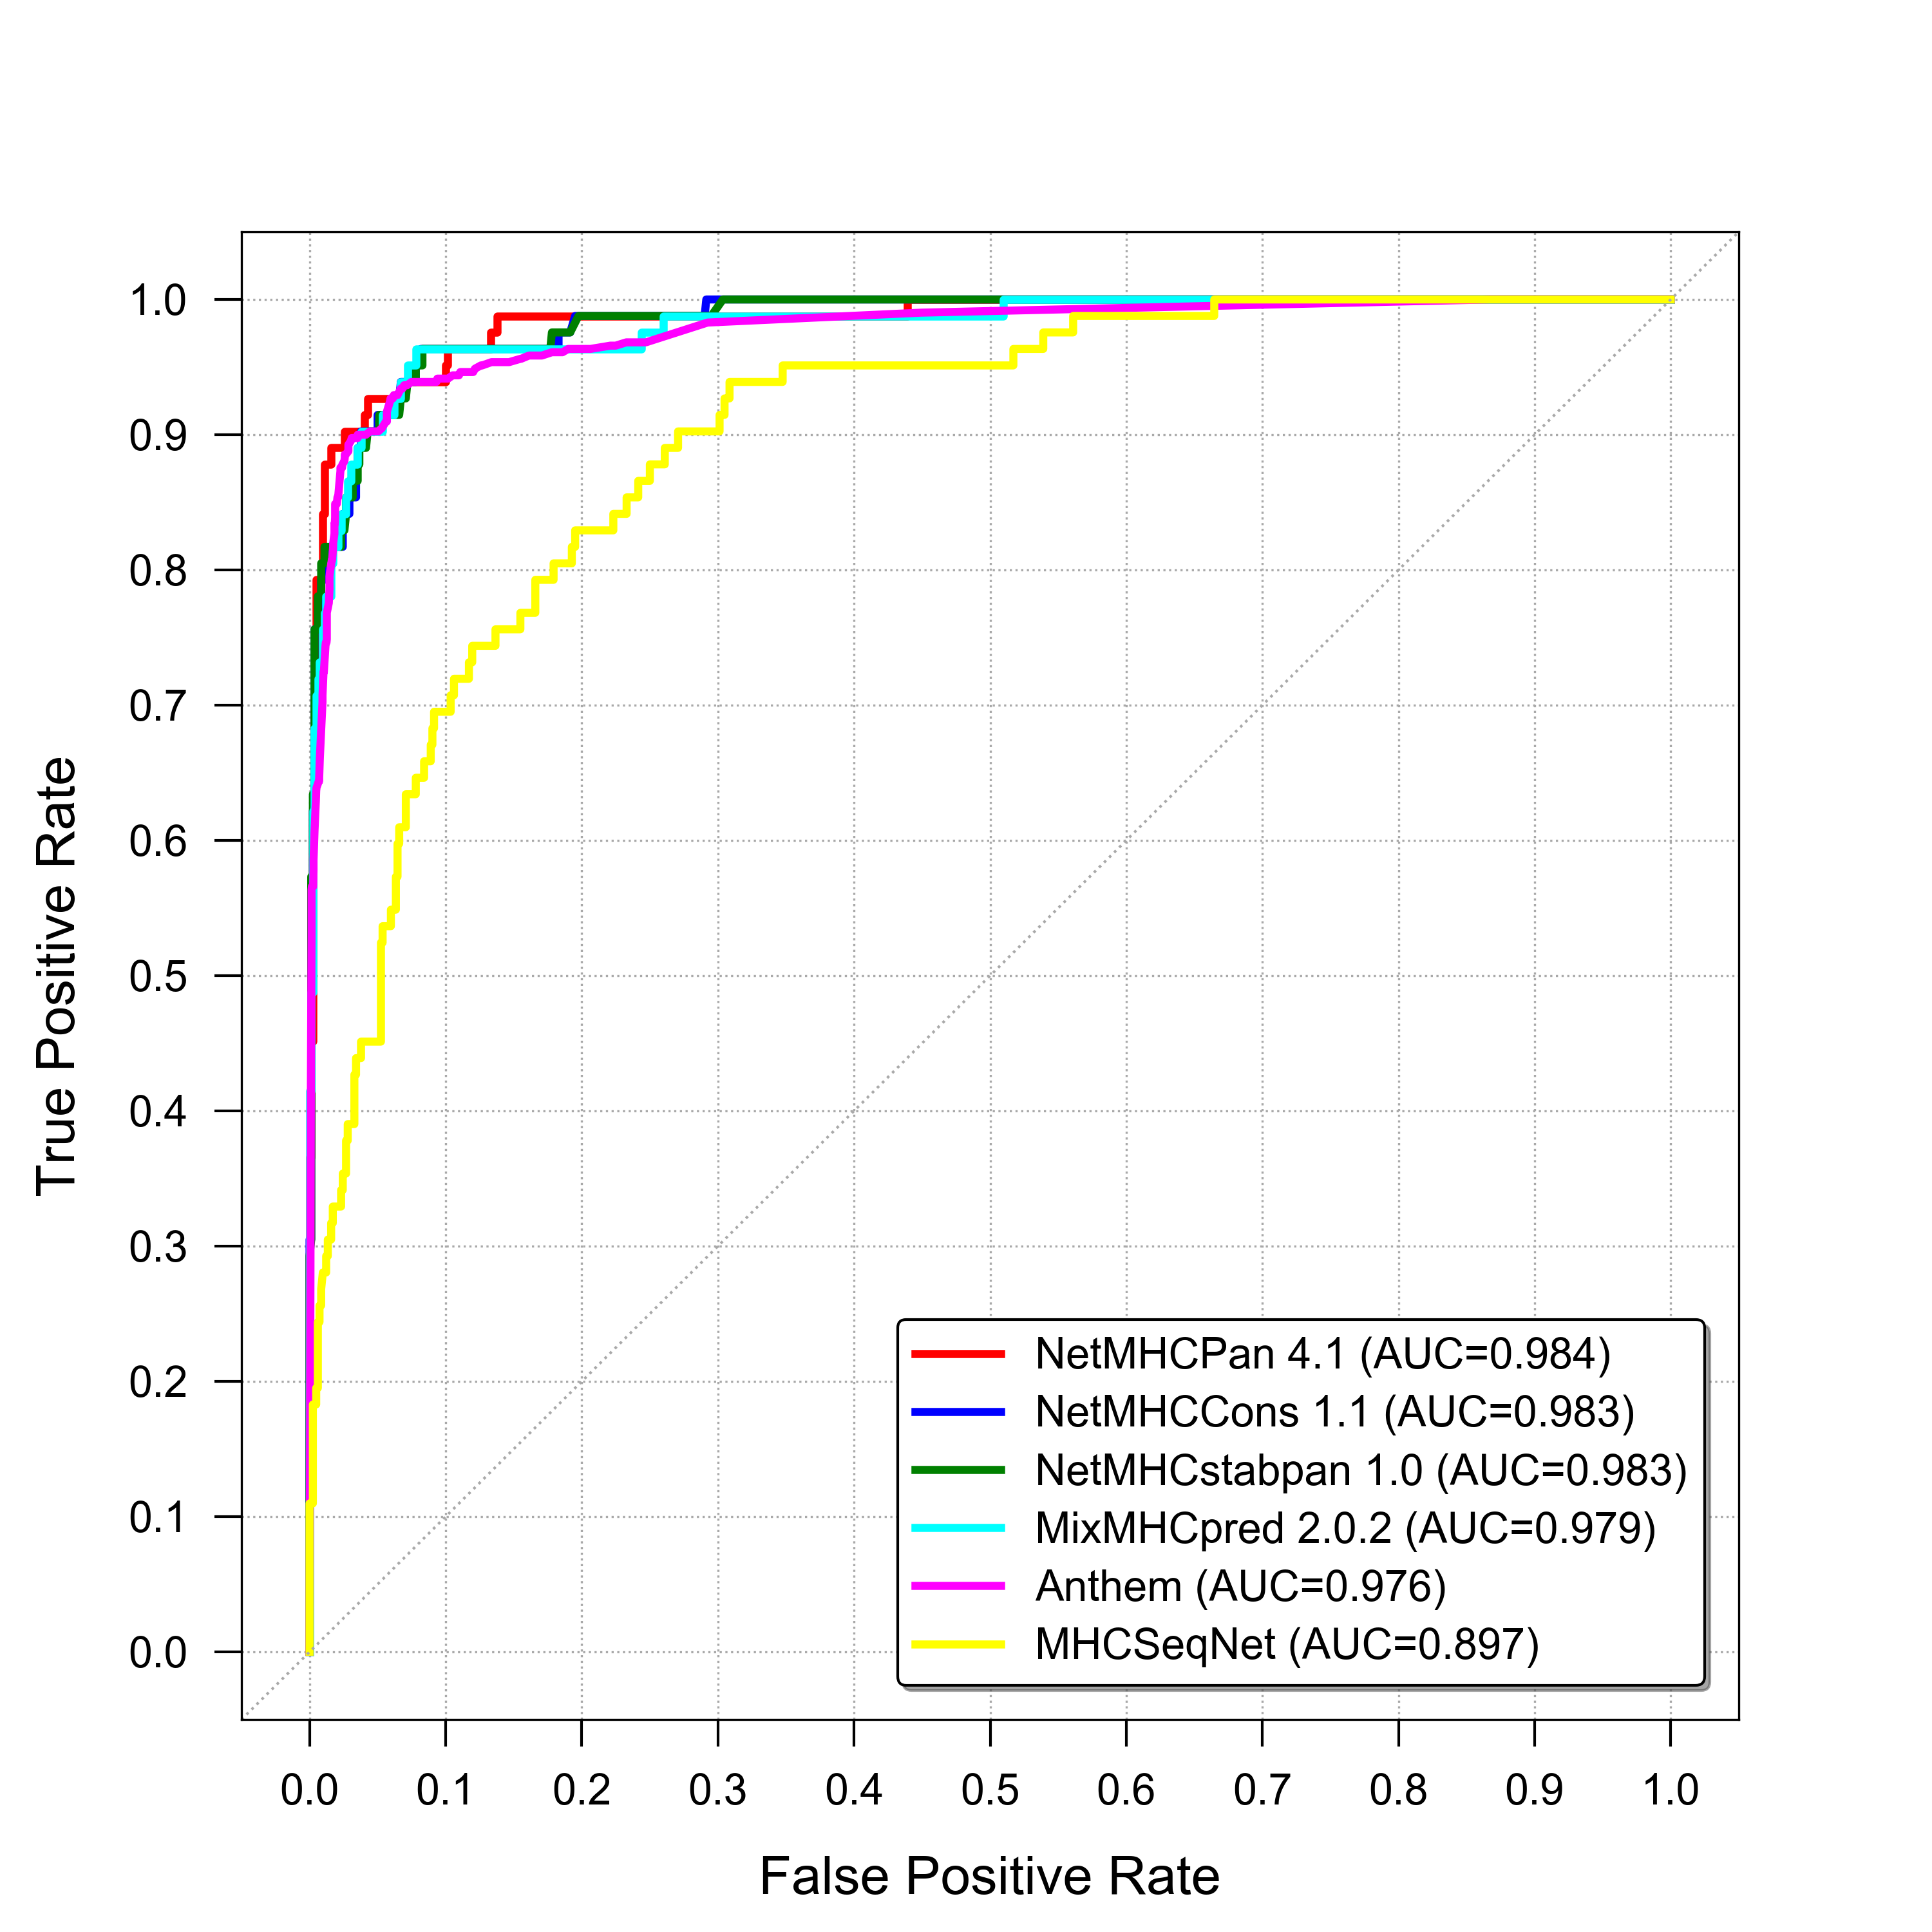 1.0
0.9
0.8
0.7
0.6
0.5
0.4
0.3
0.2
0.1
0.0
True Positive Rate
NetMHCPan 4.1 (AUC=0.984)
NetMHCCons 1.1 (AUC=0.983)
NetMHCstabpan 1.0 (AUC=0.983)
MixMHCpred 2.0.2 (AUC=0.979)
Anthem (AUC=0.976)
MHCSeqNet (AUC=0.897)
0.0 0.1 0.2 0.3 0.4 0.5 0.6 0.7 0.8 0.9 1.0
False Positive Rate